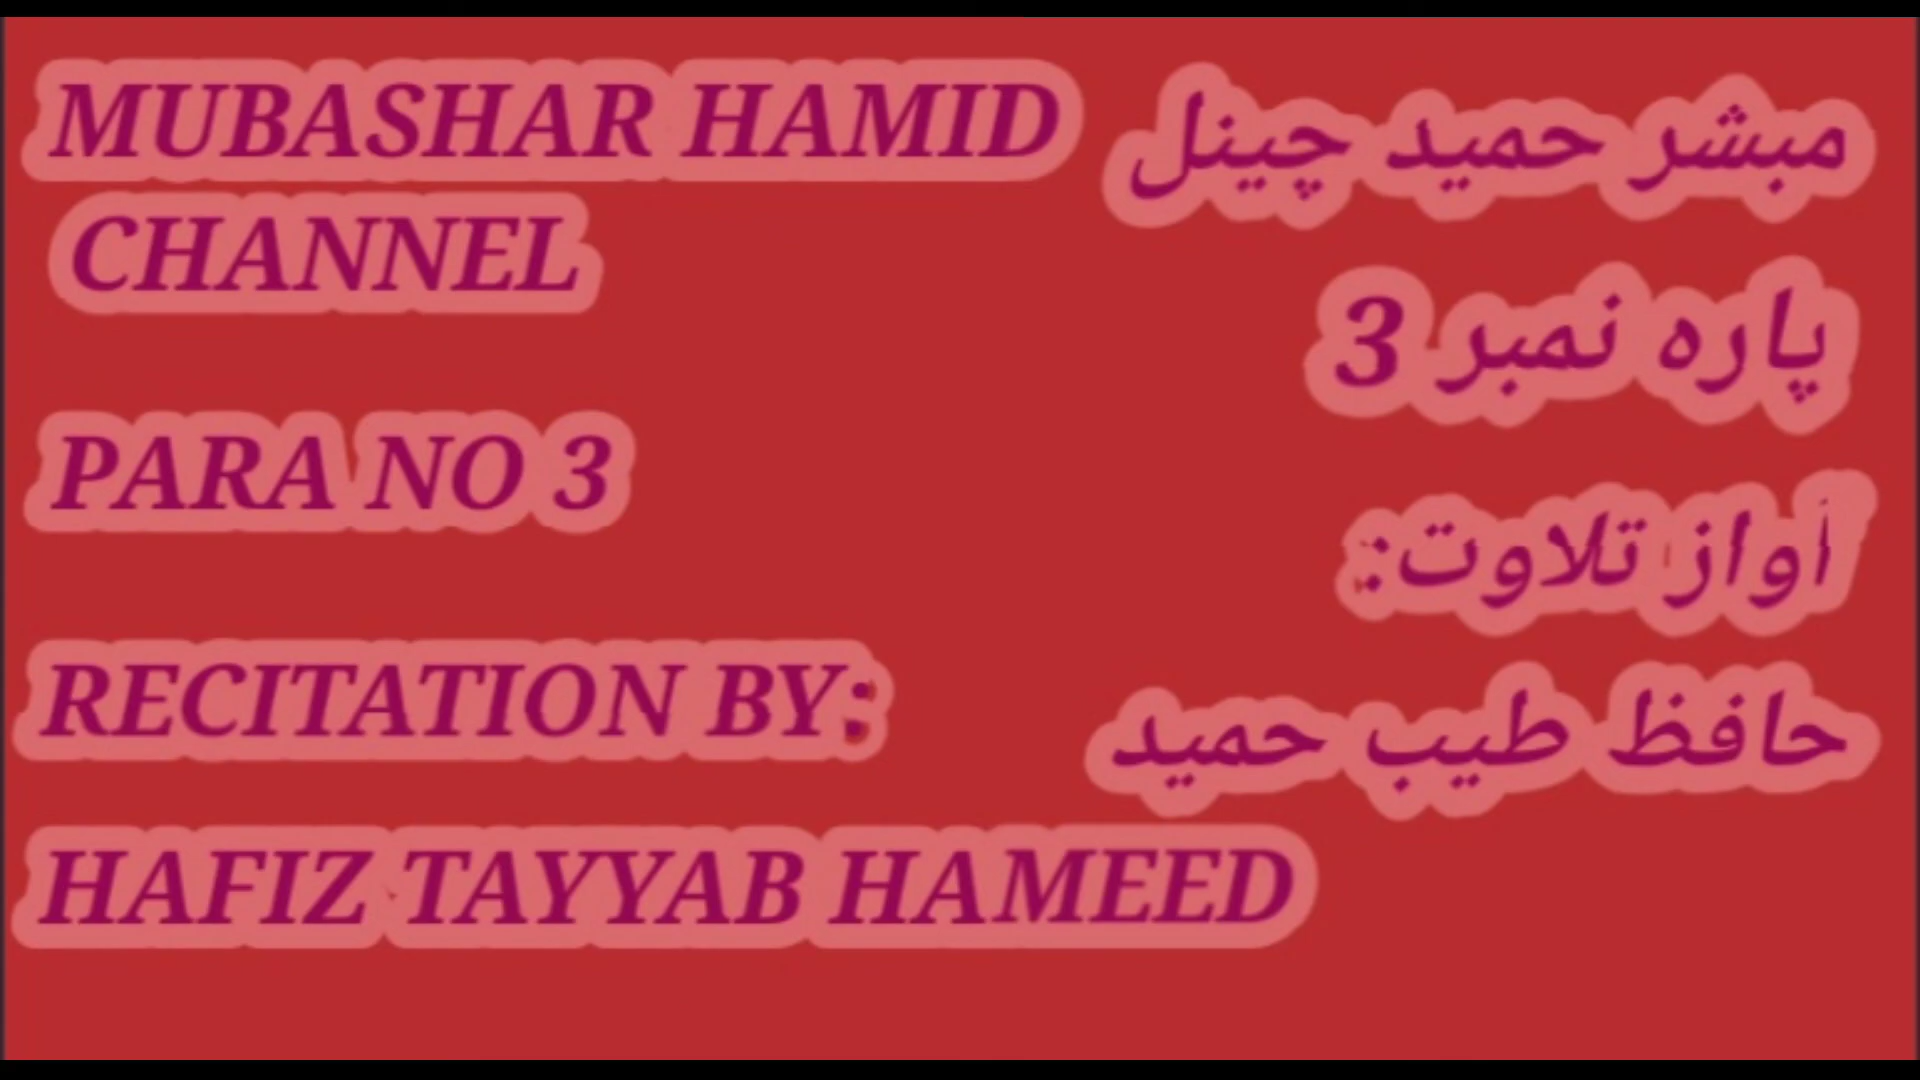 MUBASHAR HAMID
CHANNEL
PARA NO 3
RECITATION BY:
HAFIZ TAYYAB HAMEED
مبشر حمید چینل
پارہ نمبر 3
آواز تلاوت:
حافظ طیب حمید